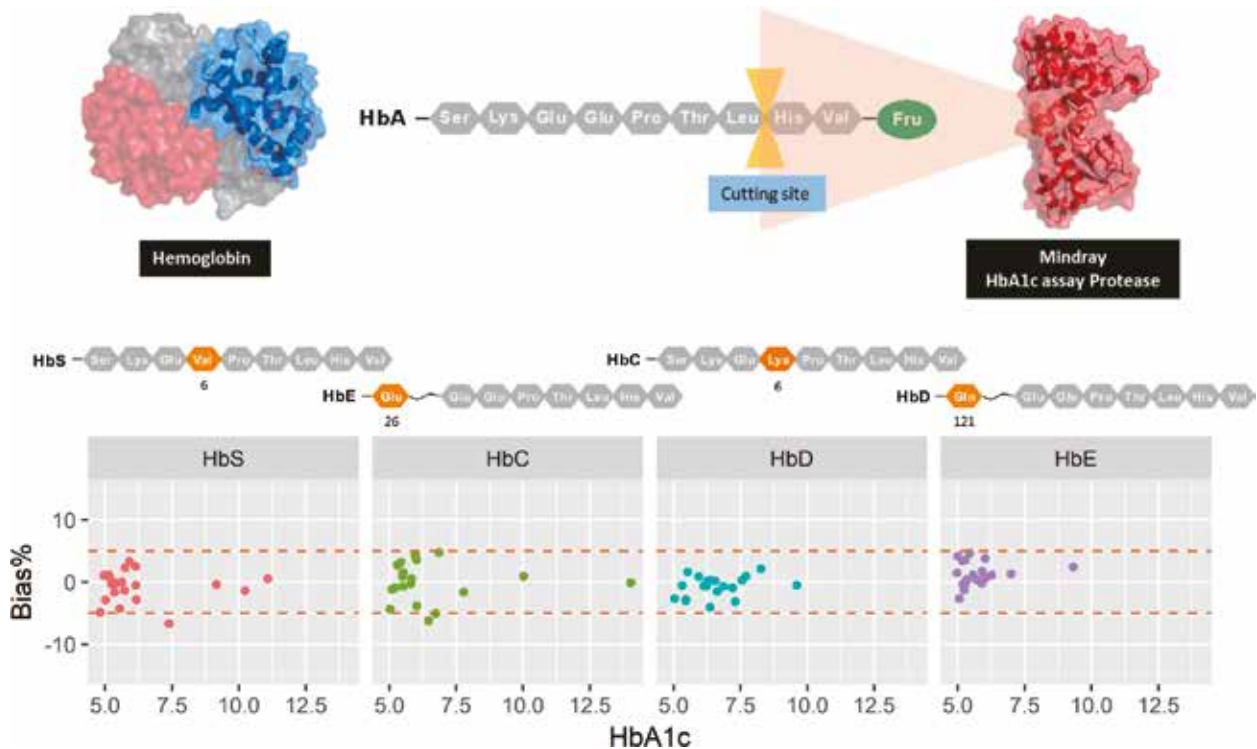 HbA Ser Lys Glu Glu Pro Thr Leu His Val Fru
Cutting site
Hemoglobin
Mindray
HbA1c assay Protease
HbS Ser Lys Glu Val Pro Thr Leu His Val
6
HbC Ser Lys Glu Lys Pro Thr Leu His Val
6
HbE Glu Glu Glu Pro Thr Leu His Val
26
HbD Gln Glu Glu Pro Thr Leu His Val
121
HbS HbC HbD HbE
Bias%
10
0
-10
5.0 7.5 10.0 12.5 5.0 7.5 10.0 12.5 5.0 7.5 10.0 12.5 5.0 7.5 10.0 12.5
HbA1c